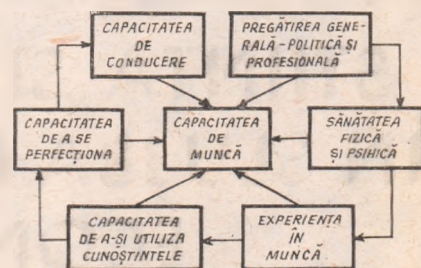 CAPACITATEA
DE
CONDUCERE
PREGĂTIREA GENE-
RALĂ-POLITICĂ ȘI
PROFESIONALĂ
CAPACITATEA
DE A SE
PERFECȚIONA
CAPACITATEA
DE
MUNCĂ
SĂNĂTATEA
FIZICĂ
ȘI PSIHICĂ
CAPACITATEA
DE A-ȘI UTILIZA
CUNOȘTINȚELE
EXPERIENȚA
ÎN
MUNCĂ